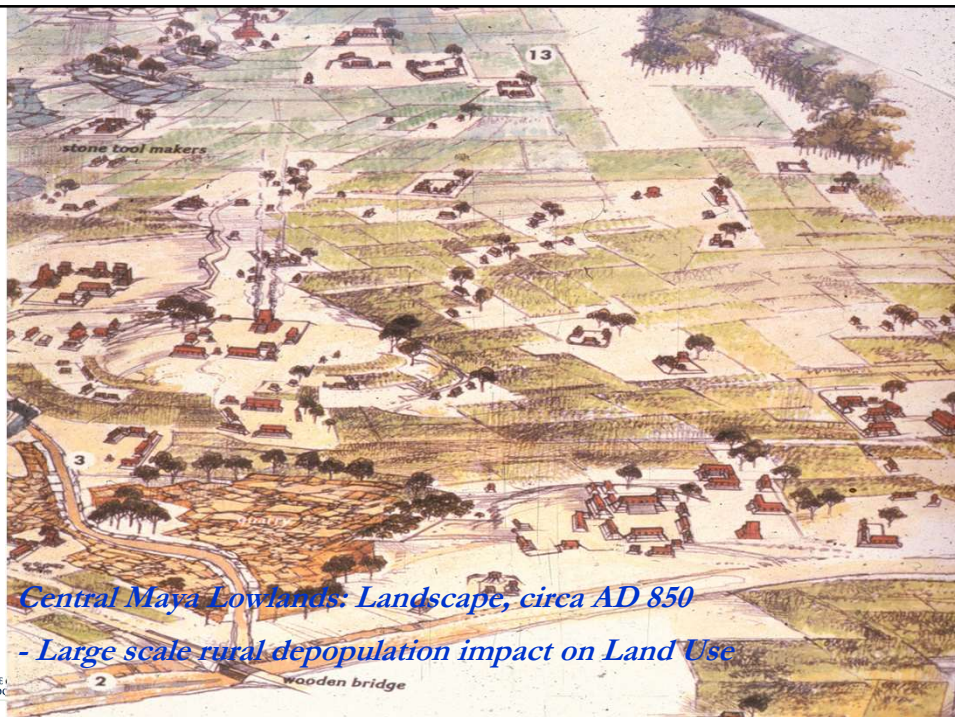 13
stone tool makers
3
quarry
Central Maya Lowlands: Landscape, circa AD 850
- Large scale rural depopulation impact on Land Use
2
wooden bridge